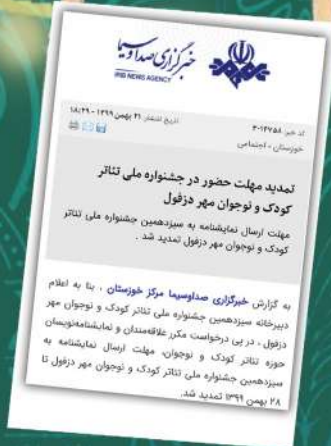 خبرگزاری صداوسیما
IRIB NEWS AGENCY
تاریخ انتشار: ۲۱ بهمن ۱۳۹۹ - ۱۸:۴۹
کد خبر: ۳۰۱۴۷۵۸
خوزستان - اجتماعی
تمدید مهلت حضور در جشنواره ملی تئاتر
کودک و نوجوان مهر دزفول
مهلت ارسال نمایشنامه به سیزدهمین جشنواره ملی تئاتر
کودک و نوجوان مهر دزفول تمدید شد .
به گزارش خبرگزاری صداوسیما مرکز خوزستان ، بنا به اعلام
دبیرخانه سیزدهمین جشنواره ملی تئاتر کودک و نوجوان مهر
دزفول ، در پی درخواست مکرر علاقه‌مندان و نمایشنامه‌نویسان
حوزه تئاتر کودک و نوجوان، مهلت ارسال نمایشنامه به
سیزدهمین جشنواره ملی تئاتر کودک و نوجوان مهر دزفول تا
۲۸ بهمن ۱۳۹۹ تمدید شد.